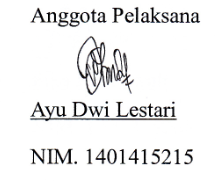 Anggota Pelaksana
Ayu Dwi Lestari
NIM. 1401415215